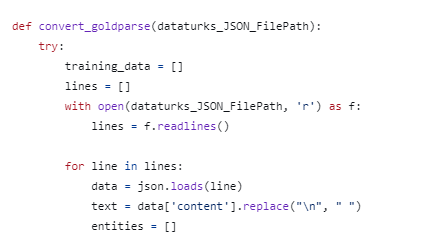 def convert_goldparse(dataturks_JSON_FilePath):
    try:
        training_data = []
        lines = []
        with open(dataturks_JSON_FilePath, 'r') as f:
            lines = f.readlines()

        for line in lines:
            data = json.loads(line)
            text = data['content'].replace("\n", " ")
            entities = []